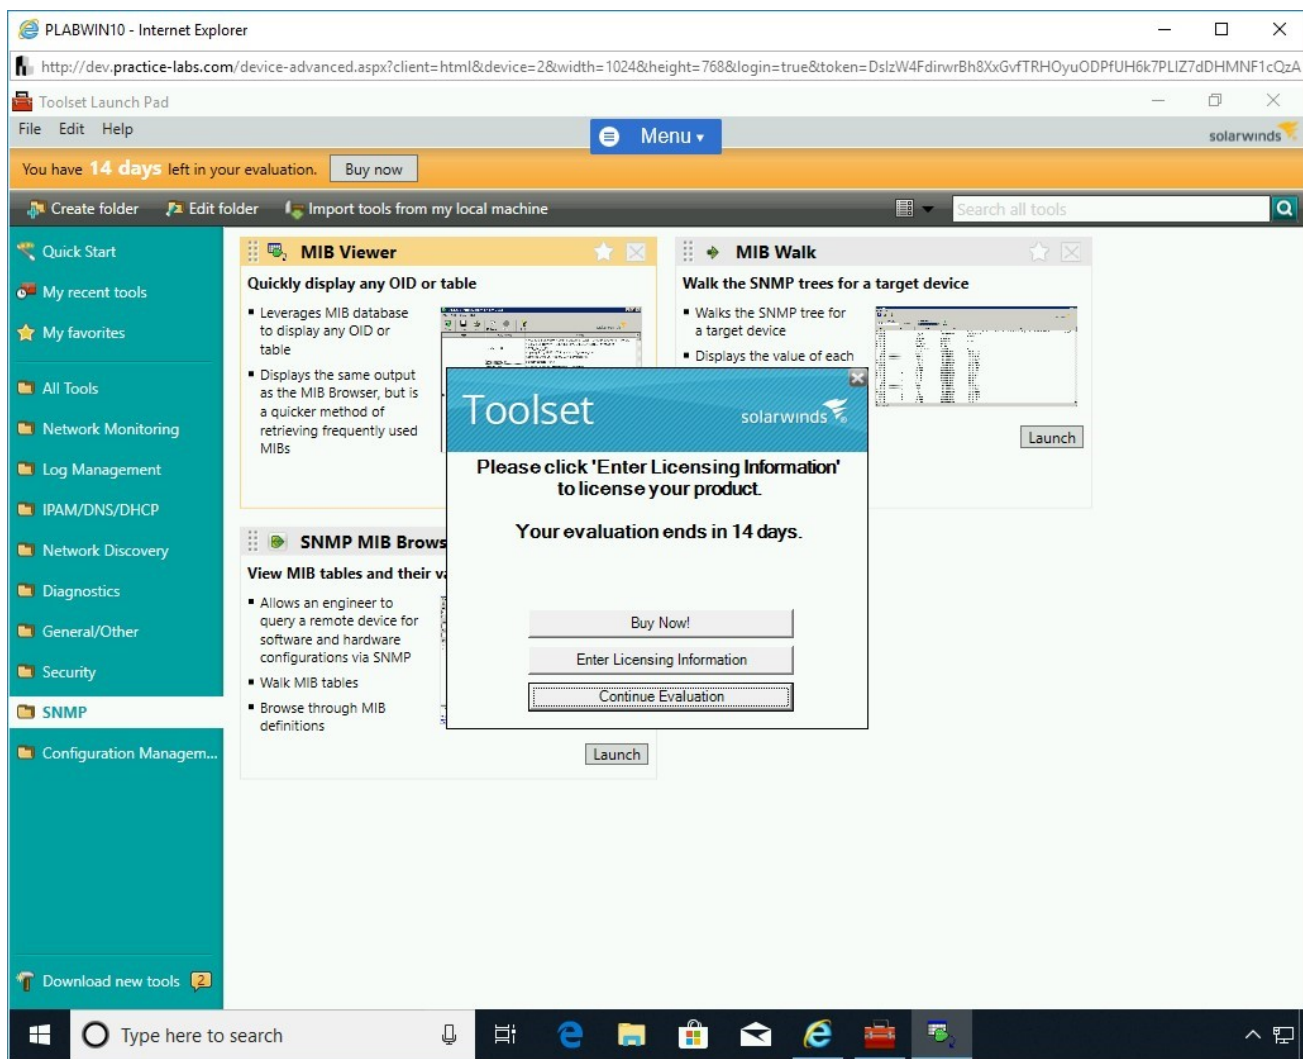 PLABWIN10 - Internet Explorer
http://dev.practice-labs.com/device-advanced.aspx?client=html&device=2&width=1024&height=768&login=true&token=DslzW4FdirwrBh8XxGvfTRHOyuODPfUH6k7PLIZ7dDHMNF1cQzA
Toolset Launch Pad
File Edit Help
Menu
solarwinds
You have 14 days left in your evaluation. Buy now
Create folder Edit folder Import tools from my local machine
Search all tools
Quick Start
My recent tools
My favorites
All Tools
Network Monitoring
Log Management
IPAM/DNS/DHCP
Network Discovery
Diagnostics
General/Other
Security
SNMP
Configuration Managem...
Download new tools 2
MIB Viewer
Quickly display any OID or table
Leverages MIB database
to display any OID or
table
Displays the same output
as the MIB Browser, but is
a quicker method of
retrieving frequently used
MIBs
MIB Walk
Walk the SNMP trees for a target device
Walks the SNMP tree for
a target device
Displays the value of each
Launch
SNMP MIB Brows
View MIB tables and their va
Allows an engineer to
query a remote device for
software and hardware
configurations via SNMP
Walk MIB tables
Browse through MIB
definitions
Launch
Toolset
solarwinds
Please click 'Enter Licensing Information'
to license your product.
Your evaluation ends in 14 days.
Buy Now!
Enter Licensing Information
Continue Evaluation
Type here to search